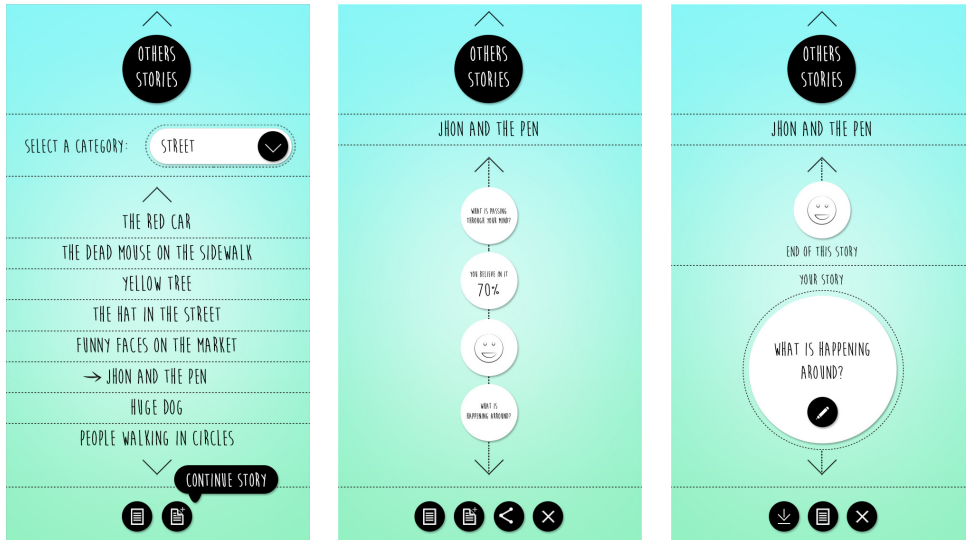 OTHERS
STORIES
SELECT A CATEGORY:
STREET
THE RED CAR
THE DEAD MOUSE ON THE SIDEWALK
YELLOW TREE
THE HAT IN THE STREET
FUNNY FACES ON THE MARKET
JHON AND THE PEN
HUGE DOG
PEOPLE WALKING IN CIRCLES
CONTINUE STORY
OTHERS
STORIES
JHON AND THE PEN
WHAT IS PASSING
THROUGH YOUR MIND?
YOU BELIEVE IN IT
70%
WHAT IS
HAPPENING ARROUND?
OTHERS
STORIES
JHON AND THE PEN
END OF THIS STORY
YOUR STORY
WHAT IS HAPPENING
AROUND?